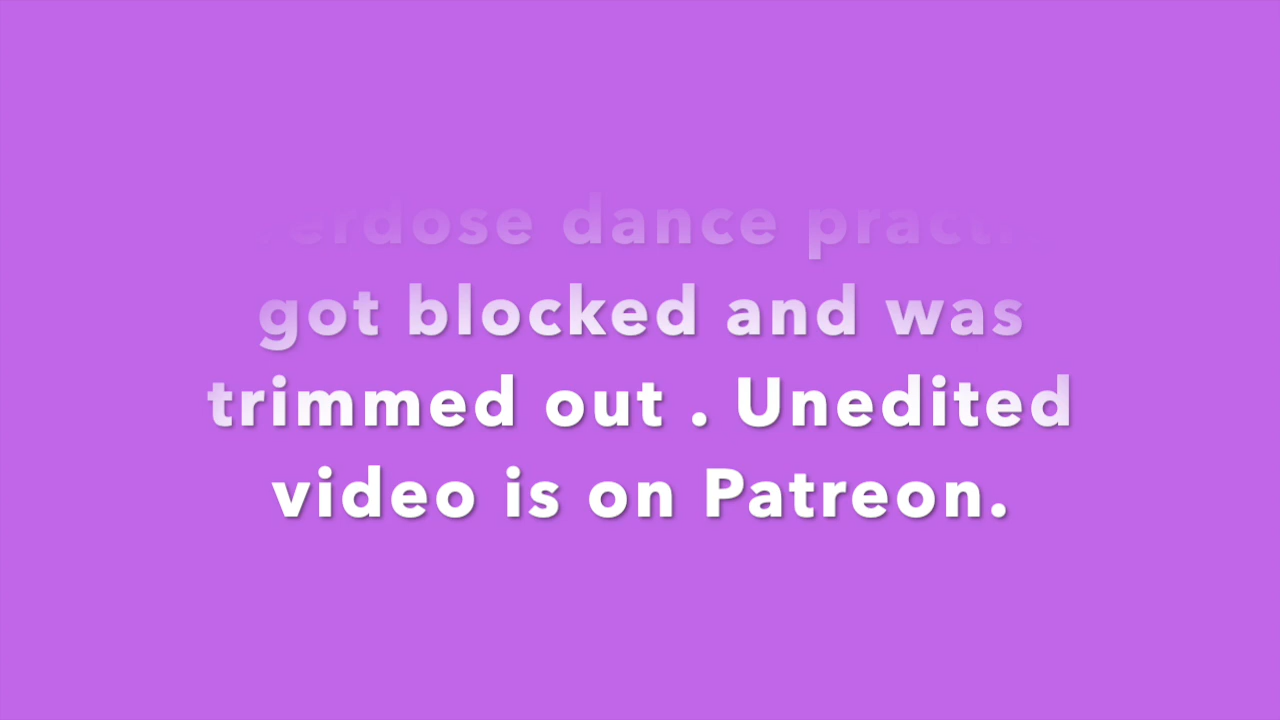 dance
got blocked and was
trimmed out . Unedited
video is on Patreon.